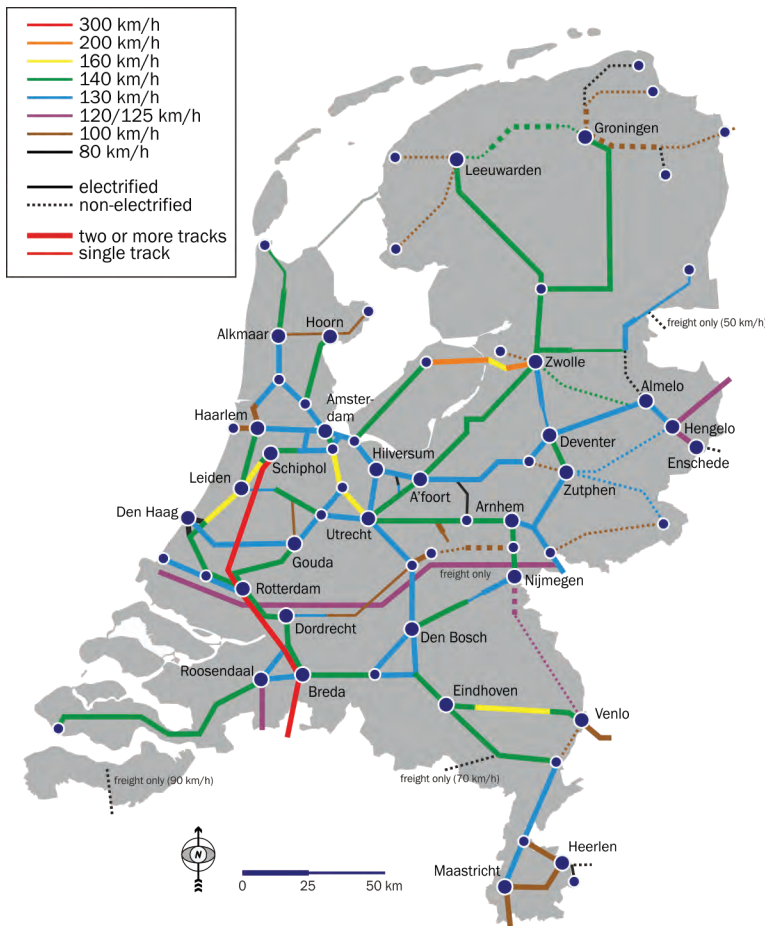 300 km/h
200 km/h
160 km/h
140 km/h
130 km/h
120/125 km/h
100 km/h
80 km/h
electrified
non-electrified
two or more tracks
single track
Groningen
Leeuwarden
freight only (50 km/h)
Alkmaar
Hoorn
Zwolle
Almelo
Amster-
dam
Haarlem
Hengelo
Deventer
Enschede
Hilversum
Schiphol
Leiden
A'foort
Zutphen
Arnhem
Den Haag
Utrecht
Gouda
freight only
Nijmegen
Rotterdam
Dordrecht
Den Bosch
Roosendaal
Breda
Eindhoven
Venlo
freight only (90 km/h)
freight only (70 km/h)
N
Heerlen
Maastricht
0 25 50 km